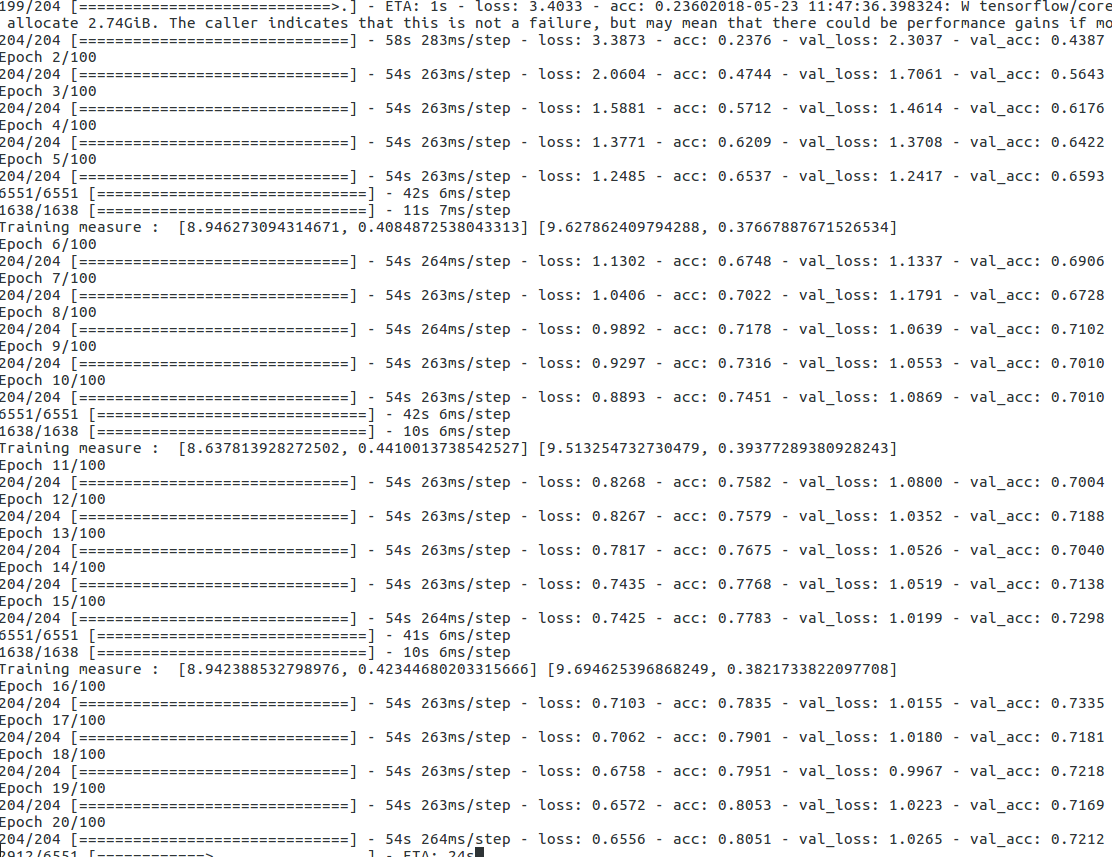 199/204 [=============================>.] - ETA: 1s - loss: 3.4033 - acc: 0.23602018-05-23 11:47:36.398324: W tensorflow/core
allocate 2.74GiB. The caller indicates that this is not a failure, but may mean that there could be performance gains if mo
204/204 [==============================] - 58s 283ms/step - loss: 3.3873 - acc: 0.2376 - val_loss: 2.3037 - val_acc: 0.4387
Epoch 2/100
204/204 [==============================] - 54s 263ms/step - loss: 2.0604 - acc: 0.4744 - val_loss: 1.7061 - val_acc: 0.5643
Epoch 3/100
204/204 [==============================] - 54s 263ms/step - loss: 1.5881 - acc: 0.5712 - val_loss: 1.4614 - val_acc: 0.6176
Epoch 4/100
204/204 [==============================] - 54s 263ms/step - loss: 1.3771 - acc: 0.6209 - val_loss: 1.3708 - val_acc: 0.6422
Epoch 5/100
204/204 [==============================] - 54s 263ms/step - loss: 1.2485 - acc: 0.6537 - val_loss: 1.2417 - val_acc: 0.6593
6551/6551 [==============================] - 42s 6ms/step
1638/1638 [==============================] - 11s 7ms/step
Training measure :  [8.946273094314671, 0.4084872538043313] [9.627862409794288, 0.37667887671526534]
Epoch 6/100
204/204 [==============================] - 54s 264ms/step - loss: 1.1302 - acc: 0.6748 - val_loss: 1.1337 - val_acc: 0.6906
Epoch 7/100
204/204 [==============================] - 54s 263ms/step - loss: 1.0406 - acc: 0.7022 - val_loss: 1.1791 - val_acc: 0.6728
Epoch 8/100
204/204 [==============================] - 54s 264ms/step - loss: 0.9892 - acc: 0.7178 - val_loss: 1.0639 - val_acc: 0.7102
Epoch 9/100
204/204 [==============================] - 54s 263ms/step - loss: 0.9297 - acc: 0.7316 - val_loss: 1.0553 - val_acc: 0.7010
Epoch 10/100
204/204 [==============================] - 54s 263ms/step - loss: 0.8893 - acc: 0.7451 - val_loss: 1.0869 - val_acc: 0.7010
6551/6551 [==============================] - 42s 6ms/step
1638/1638 [==============================] - 10s 6ms/step
Training measure :  [8.637813928272502, 0.4410013738542527] [9.513254732730479, 0.39377289380928243]
Epoch 11/100
204/204 [==============================] - 54s 263ms/step - loss: 0.8268 - acc: 0.7582 - val_loss: 1.0800 - val_acc: 0.7004
Epoch 12/100
204/204 [==============================] - 54s 263ms/step - loss: 0.8267 - acc: 0.7579 - val_loss: 1.0352 - val_acc: 0.7188
Epoch 13/100
204/204 [==============================] - 54s 263ms/step - loss: 0.7817 - acc: 0.7675 - val_loss: 1.0526 - val_acc: 0.7040
Epoch 14/100
204/204 [==============================] - 54s 263ms/step - loss: 0.7435 - acc: 0.7768 - val_loss: 1.0519 - val_acc: 0.7138
Epoch 15/100
204/204 [==============================] - 54s 264ms/step - loss: 0.7425 - acc: 0.7783 - val_loss: 1.0199 - val_acc: 0.7298
6551/6551 [==============================] - 41s 6ms/step
1638/1638 [==============================] - 10s 6ms/step
Training measure :  [8.942388532798976, 0.42344680203315666] [9.694625396868249, 0.3821733822097708]
Epoch 16/100
204/204 [==============================] - 54s 263ms/step - loss: 0.7103 - acc: 0.7835 - val_loss: 1.0155 - val_acc: 0.7335
Epoch 17/100
204/204 [==============================] - 54s 263ms/step - loss: 0.7062 - acc: 0.7901 - val_loss: 1.0180 - val_acc: 0.7181
Epoch 18/100
204/204 [==============================] - 54s 263ms/step - loss: 0.6758 - acc: 0.7951 - val_loss: 0.9967 - val_acc: 0.7218
Epoch 19/100
204/204 [==============================] - 54s 263ms/step - loss: 0.6572 - acc: 0.8053 - val_loss: 1.0223 - val_acc: 0.7169
Epoch 20/100
204/204 [==============================] - 54s 264ms/step - loss: 0.6556 - acc: 0.8051 - val_loss: 1.0265 - val_acc: 0.7212
2912/6551 [============>.................] - ETA: 24s